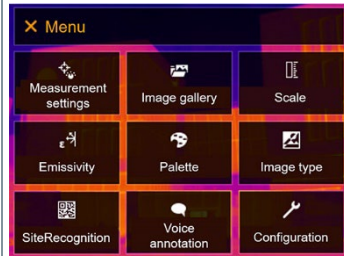 Menu
Measurement
settings
Image gallery
Scale
Emissivity
Palette
Image type
SiteRecognition
Voice
annotation
Configuration